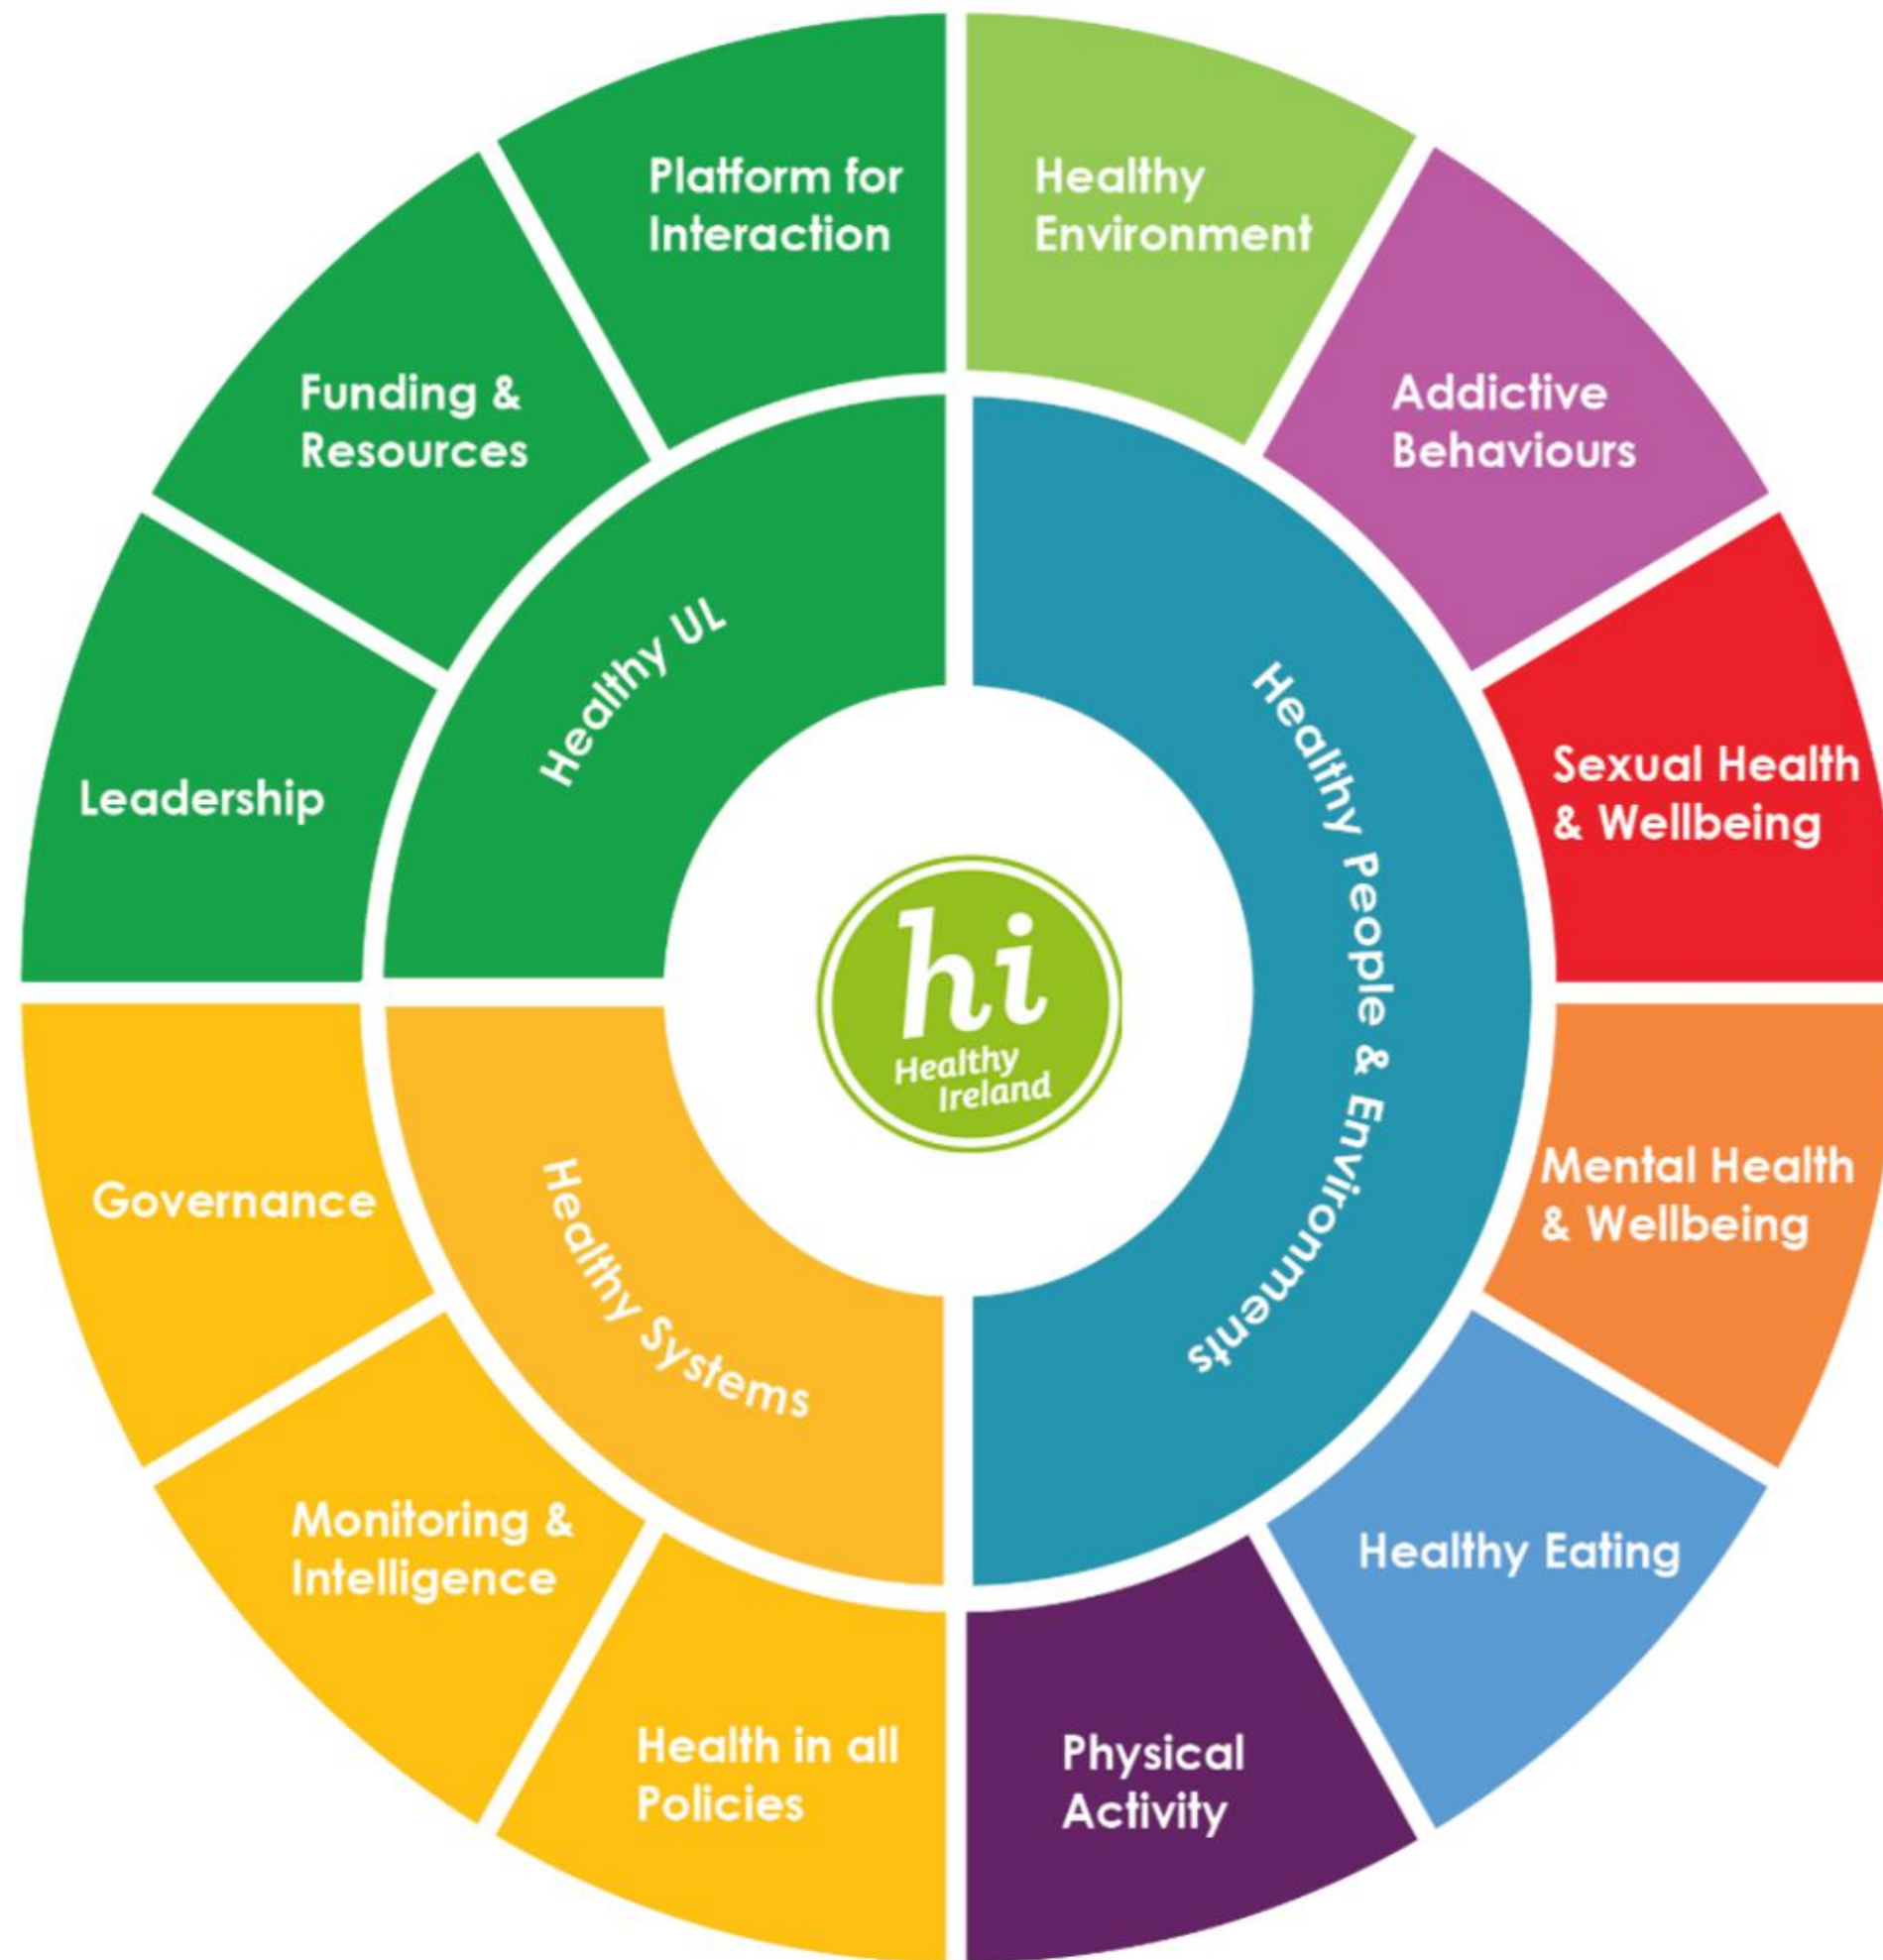 Platform for
Interaction
Healthy
Environment
Addictive
Behaviours
Sexual Health
& Wellbeing
Mental Health
& Wellbeing
Healthy Eating
Physical
Activity
Health in all
Policies
Monitoring &
Intelligence
Governance
Leadership
Funding &
Resources
Healthy UL
Healthy People & Environments
Healthy Systems
hi
Healthy
Ireland